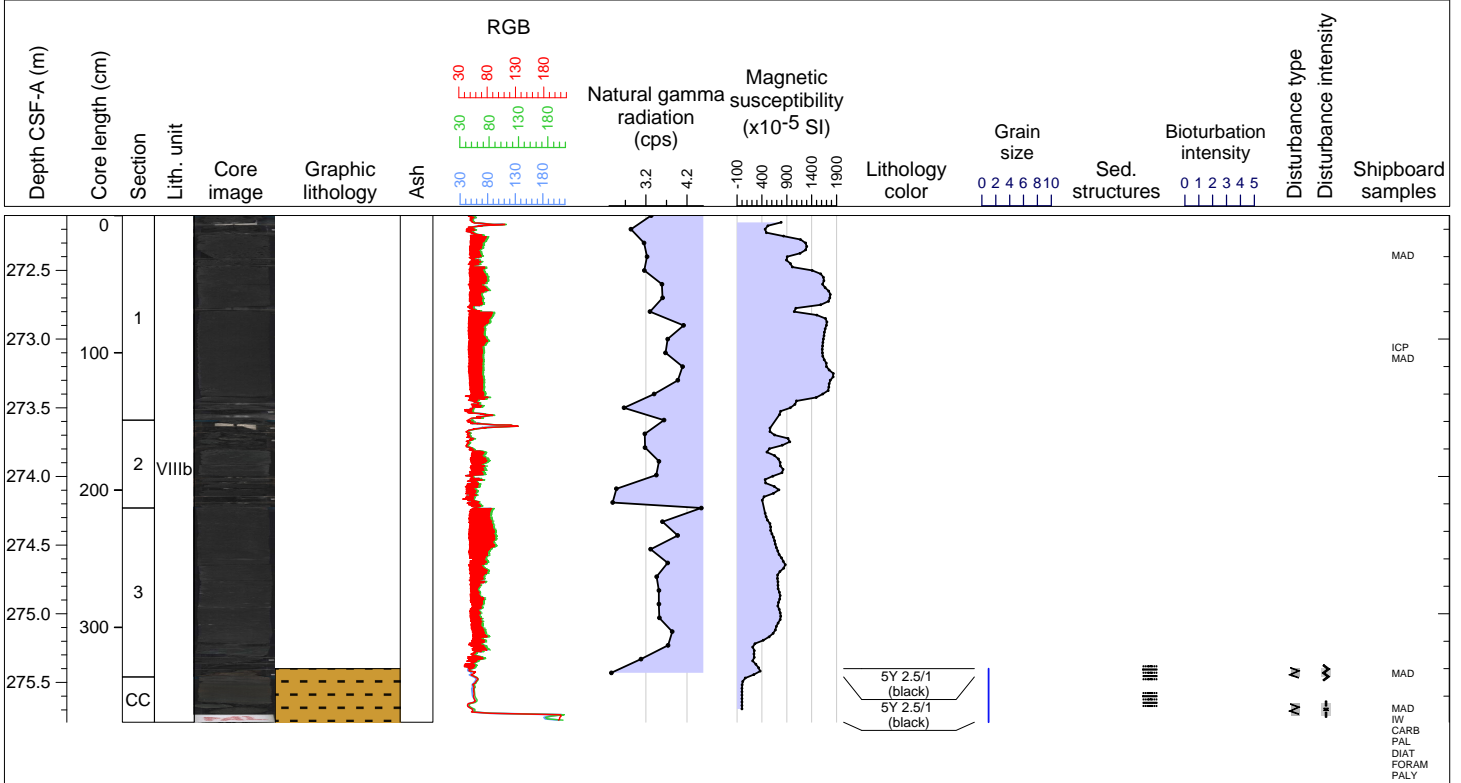 Depth CSF-A (m)
Core length (cm)
Section
Lith. unit
Core
image
Graphic
lithology
Ash
RGB
30 80 130 180
30 80 130 180
30 80 130 180
Natural gamma
radiation
(cps)
3.2 4.2
Magnetic
susceptibility
(x10-5 SI)
-100 400 900 1400 1900
Lithology
color
Grain
size
0 2 4 6 8 10
Sed.
structures
Bioturbation
intensity
0 1 2 3 4 5
Disturbance type
Disturbance intensity
Shipboard
samples
272.5
273.0
273.5
274.0
274.5
275.0
275.5
0
100
200
300
1
2
3
CC
VIIIb
5Y 2.5/1
(black)
5Y 2.5/1
(black)
MAD
ICP
MAD
MAD
MAD
IW
CARB
PAL
DIAT
FORAM
PALY